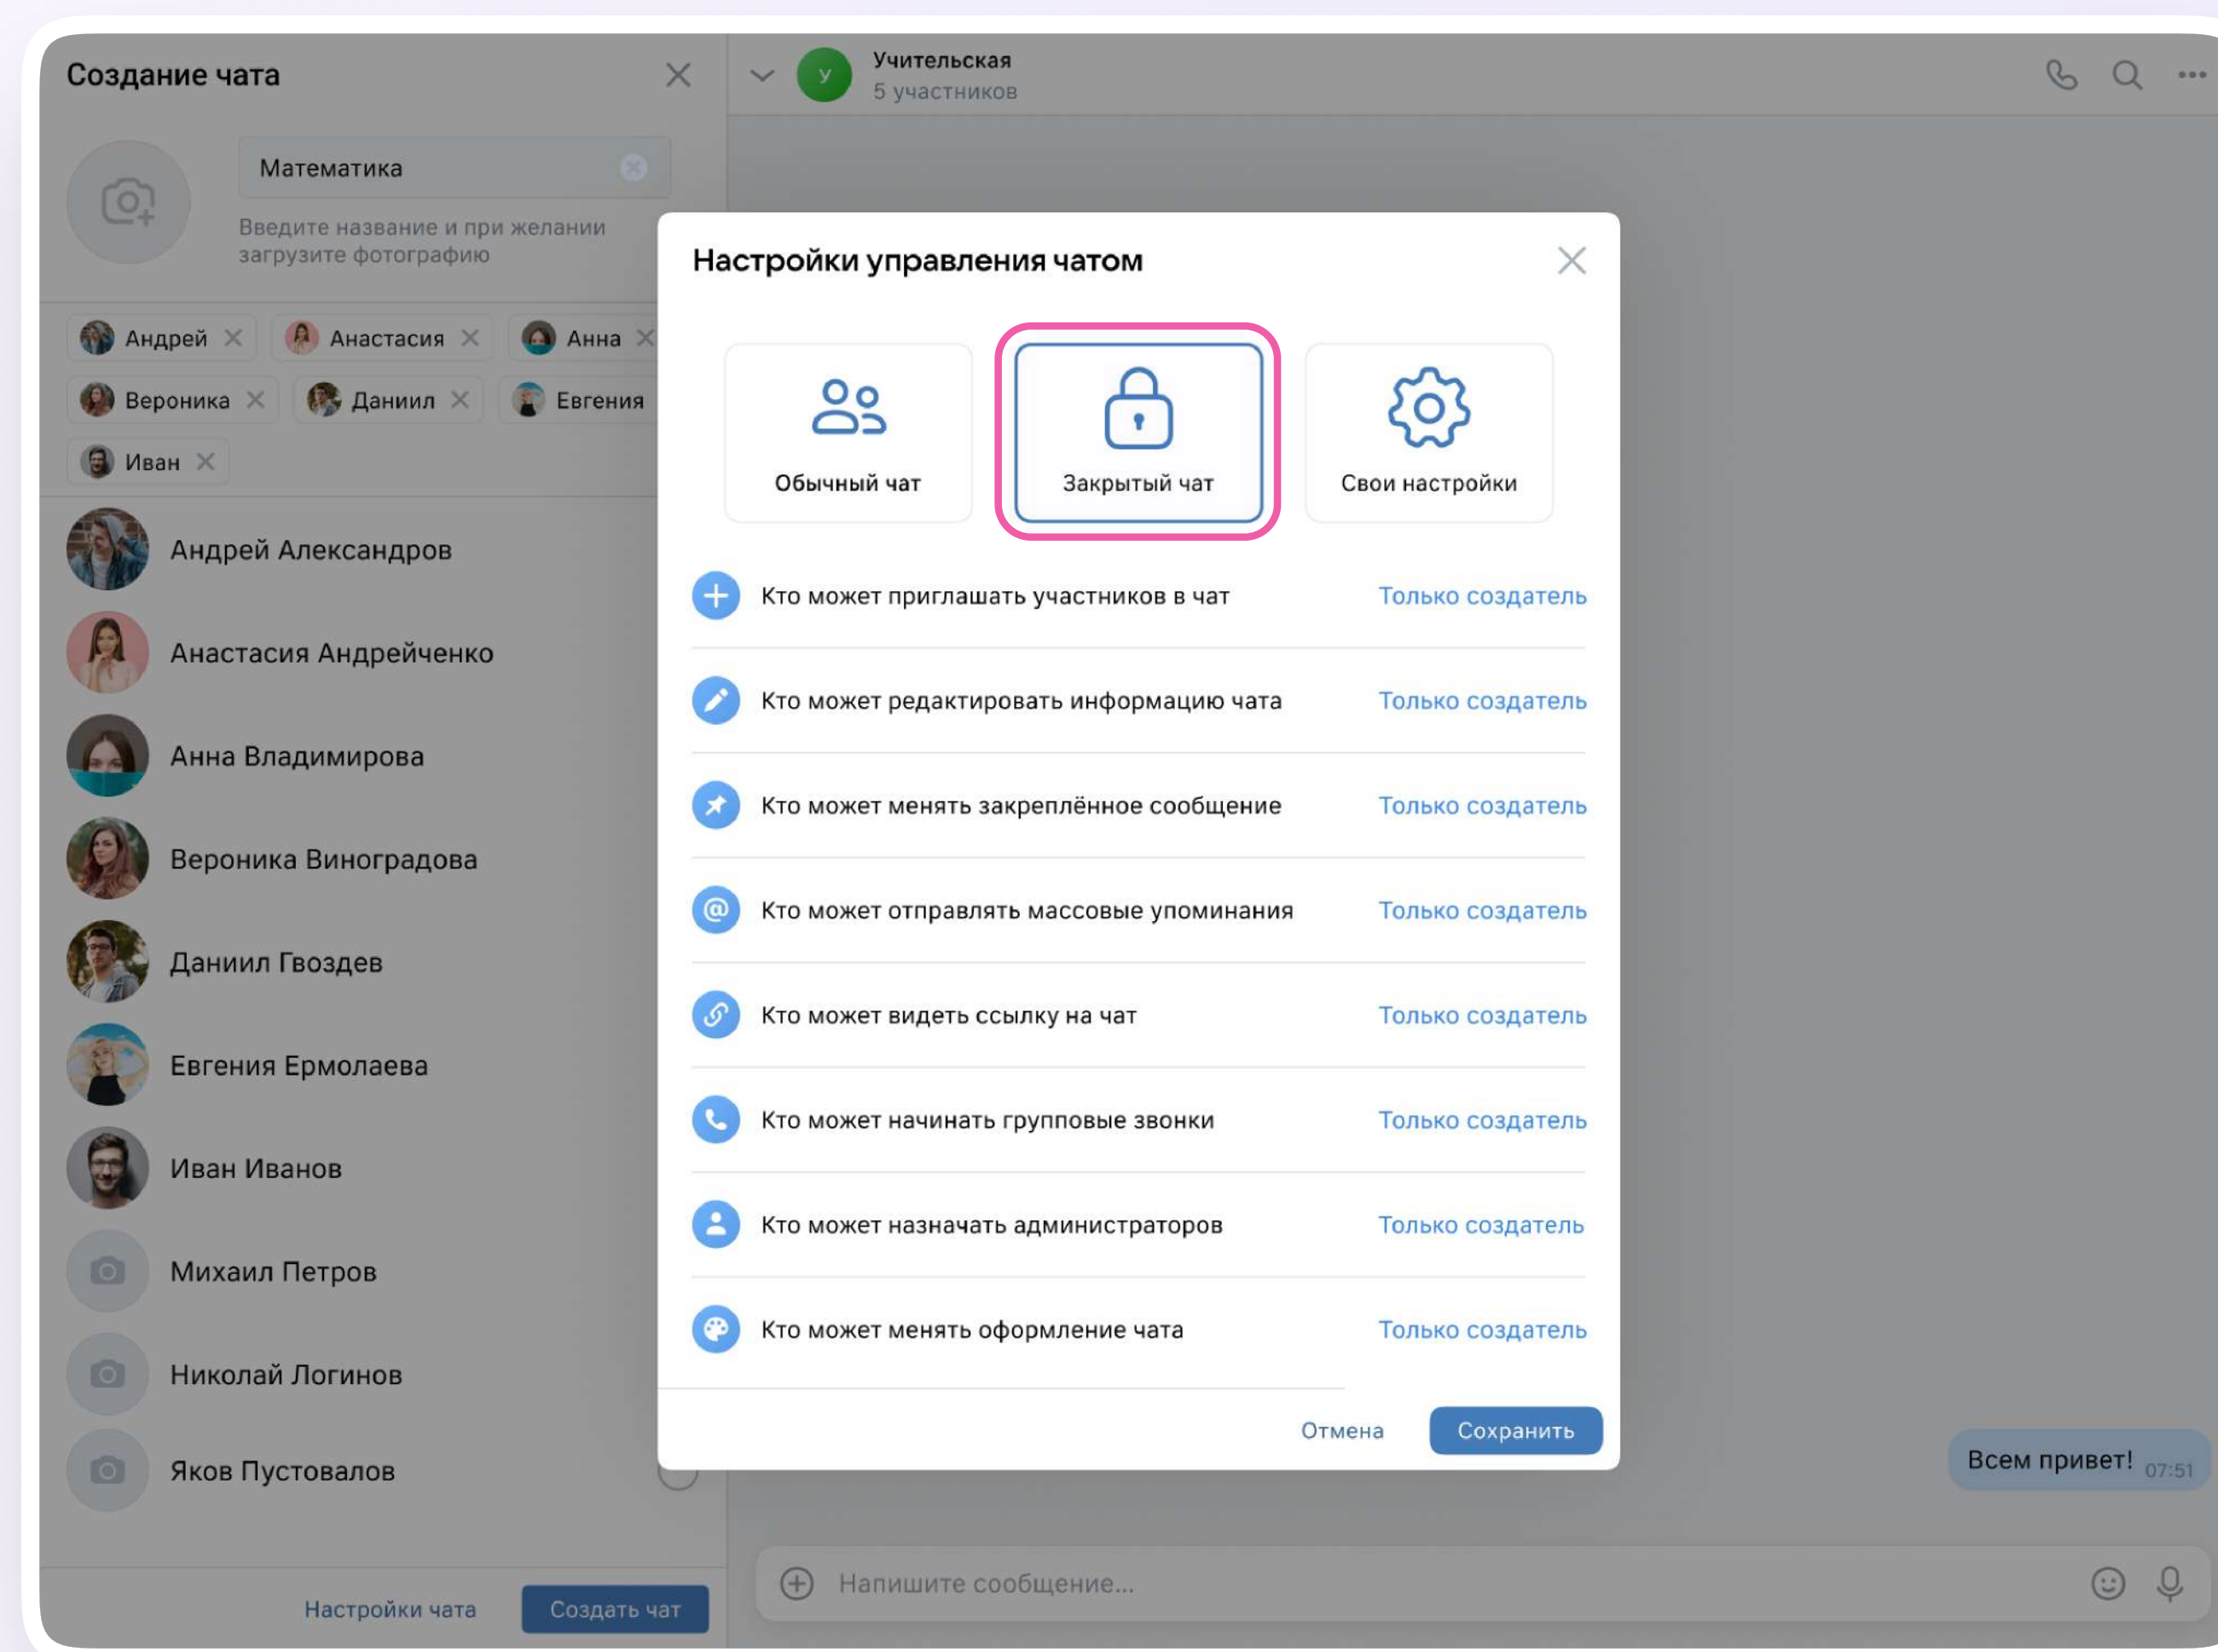 Создание чата
Учительская
5 участников
Математика
Введите название и при желании
загрузите фотографию
Андрей
Анастасия
Анна
Вероника
Даниил
Евгения
Иван
Андрей Александров
Анастасия Андрейченко
Анна Владимирова
Вероника Виноградова
Даниил Гвоздев
Евгения Ермолаева
Иван Иванов
Михаил Петров
Николай Логинов
Яков Пустовалов
Настройки чата
Создать чат
Настройки управления чатом
Обычный чат
Закрытый чат
Свои настройки
Кто может приглашать участников в чат Только создатель
Кто может редактировать информацию чата Только создатель
Кто может менять закреплённое сообщение Только создатель
Кто может отправлять массовые упоминания Только создатель
Кто может видеть ссылку на чат Только создатель
Кто может начинать групповые звонки Только создатель
Кто может назначать администраторов Только создатель
Кто может менять оформление чата Только создатель
Отмена
Сохранить
Всем привет! 07:51
Напишите сообщение...
У